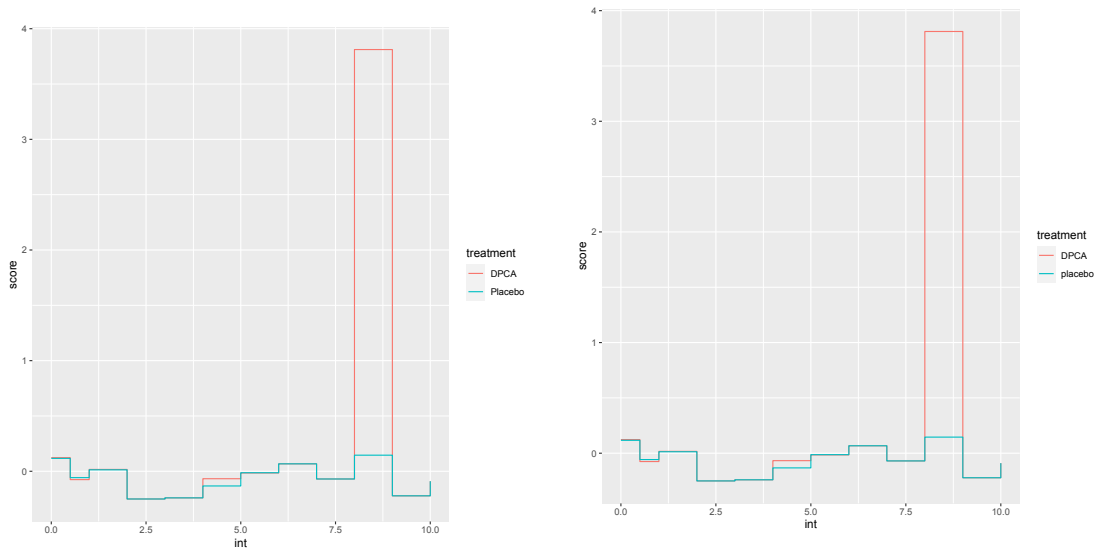 4
3
2
1
0
score
0.0 2.5 5.0 7.5 10.0
int
treatment
DPCA
Placebo
4
3
2
1
0
score
0.0 2.5 5.0 7.5 10.0
int
treatment
DPCA
placebo